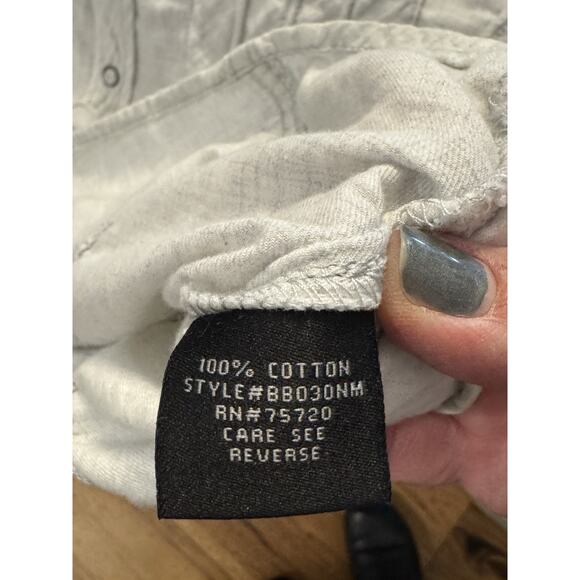 100% COTTON
STYLE#BB030NM
RN#75720
CARE SEE
REVERSE